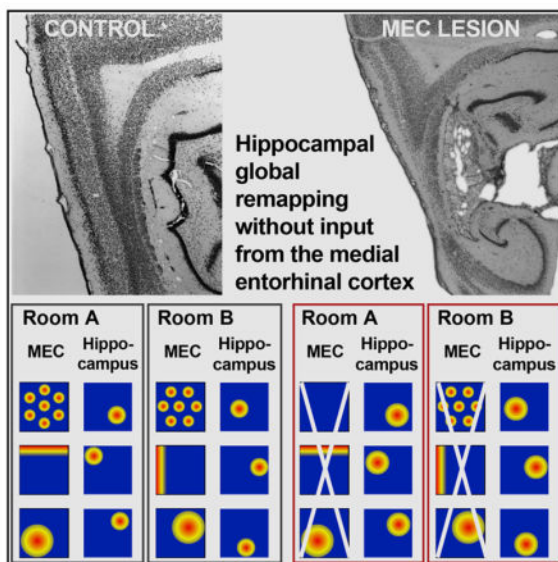 CONTROL
MEC LESION
Hippocampal
global
remapping
without input
from the medial
entorhinal cortex
Room A
Room B
Room A
Room B
MEC
Hippo-
campus
MEC
Hippo-
campus
MEC
Hippo-
campus
MEC
Hippo-
campus